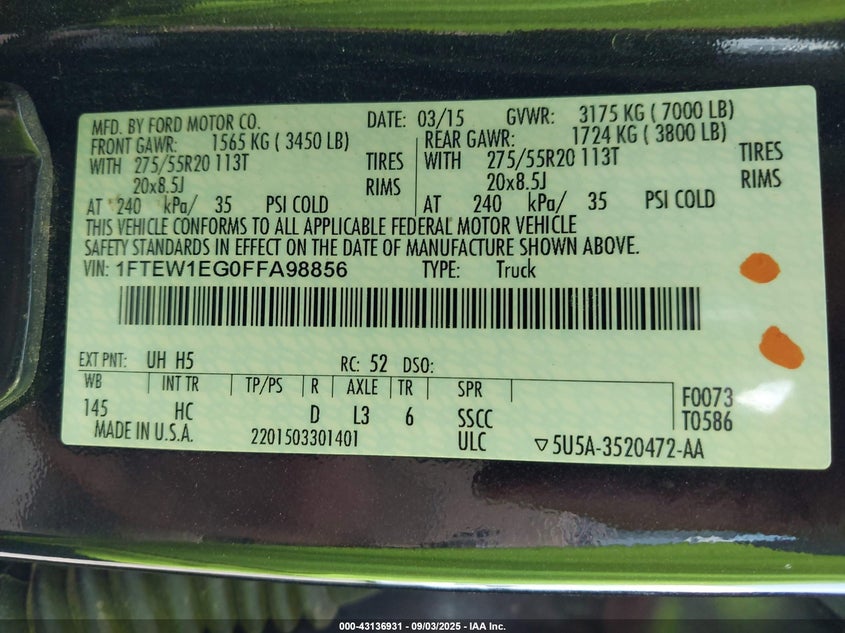 MFD. BY FORD MOTOR CO. DATE: 03/15 GVWR: 3175 KG ( 7000 LB)
FRONT GAWR: 1565 KG ( 3450 LB) REAR GAWR: 1724 KG ( 3800 LB)
WITH 275/55R20 113T TIRES WITH 275/55R20 113T TIRES
20x8.5J RIMS 20x8.5J RIMS
AT 240 kPa/ 35 PSI COLD AT 240 kPa/ 35 PSI COLD
THIS VEHICLE CONFORMS TO ALL APPLICABLE FEDERAL MOTOR VEHICLE
SAFETY STANDARDS IN EFFECT ON THE DATE OF MANUFACTURE SHOWN ABOVE.
VIN: 1FTEW1EG0FFA98856 TYPE: Truck
EXT PNT: UH H5 RC: 52 DSO:
WB INT TR TP/PS R AXLE TR SPR F0073
145 HC D L3 6 SSCC T0586
MADE IN U.S.A. 2201503301401 ULC ▽5U5A-3520472-AA
000-43136931 - 09/03/2025 - IAA Inc.